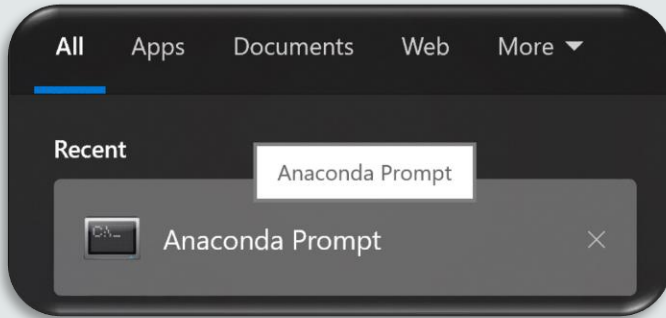 All Apps Documents Web More
Recent
Anaconda Prompt
C:\_
Anaconda Prompt